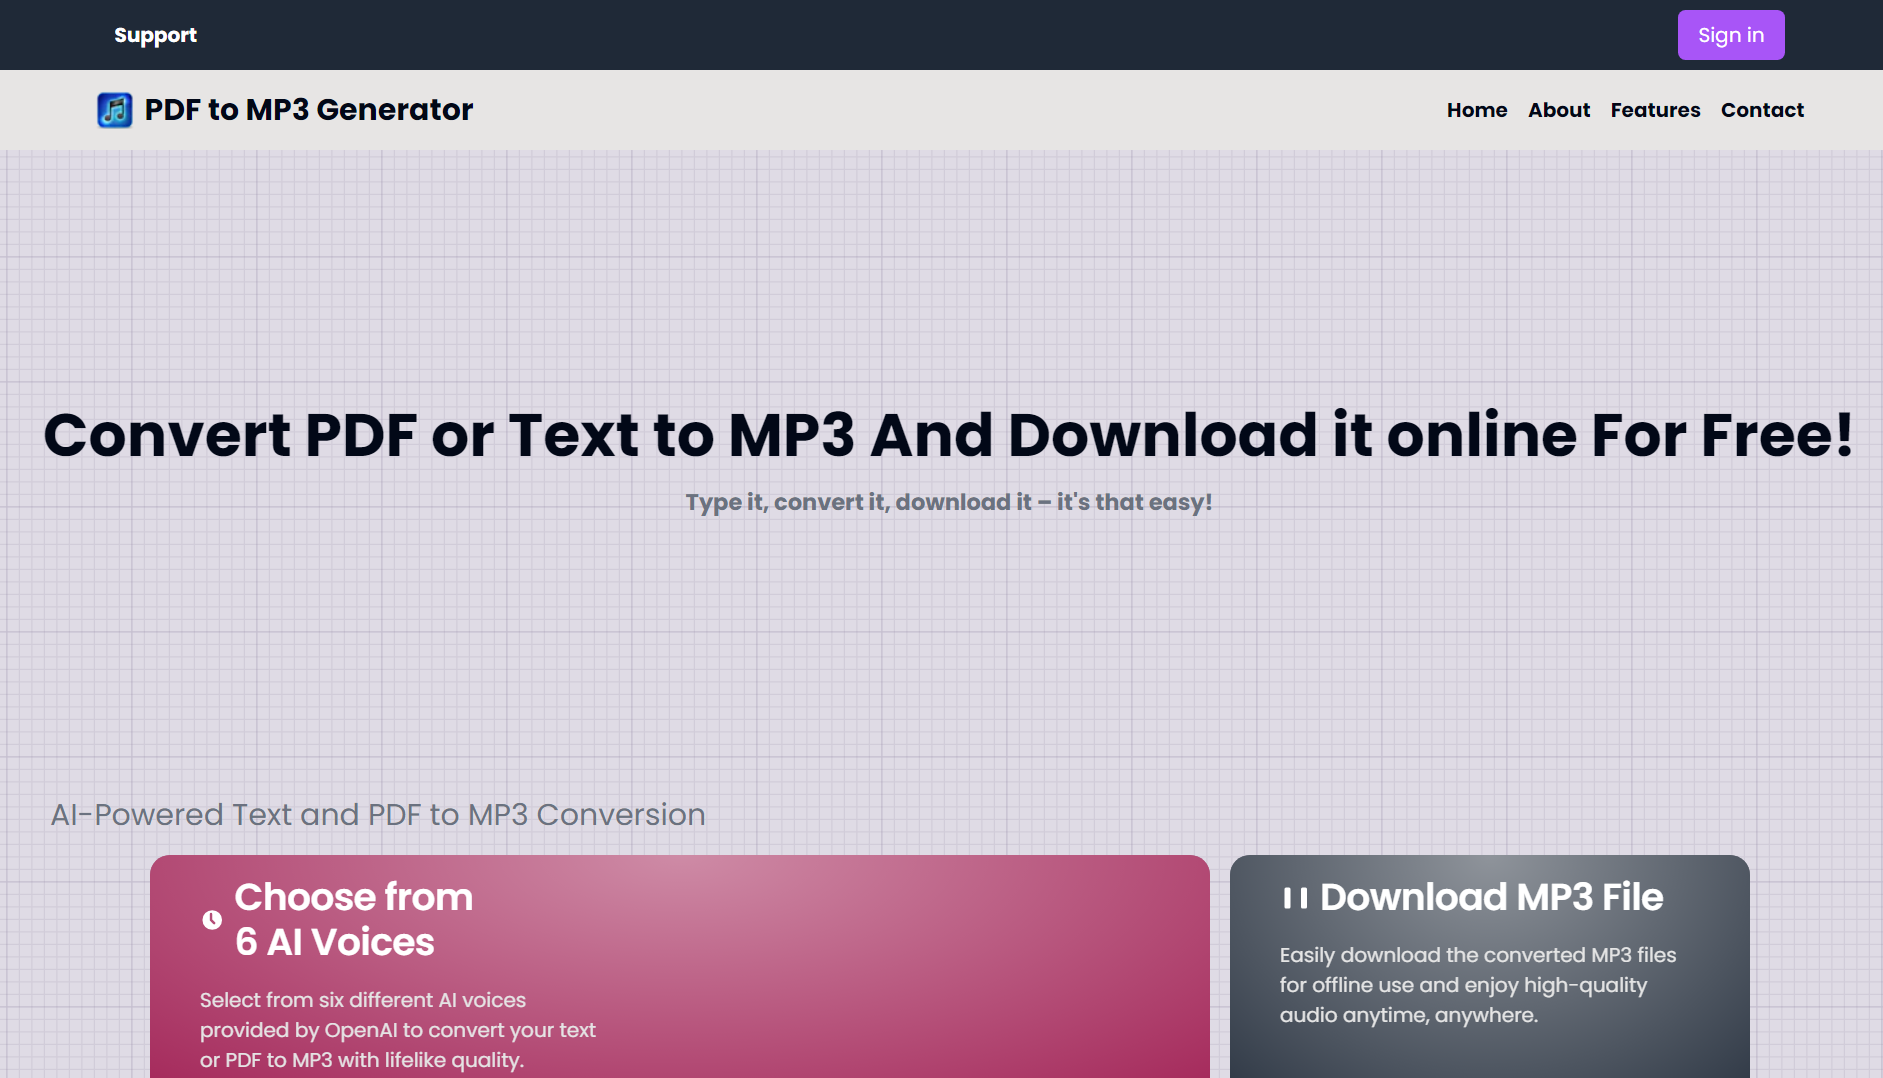 Support
Sign in
PDF to MP3 Generator
Home About Features Contact
Convert PDF or Text to MP3 And Download it online For Free!
Type it, convert it, download it – it's that easy!
AI-Powered Text and PDF to MP3 Conversion
Choose from
6 AI Voices
Select from six different AI voices
provided by OpenAI to convert your text
or PDF to MP3 with lifelike quality.
Download MP3 File
Easily download the converted MP3 files
for offline use and enjoy high-quality
audio anytime, anywhere.